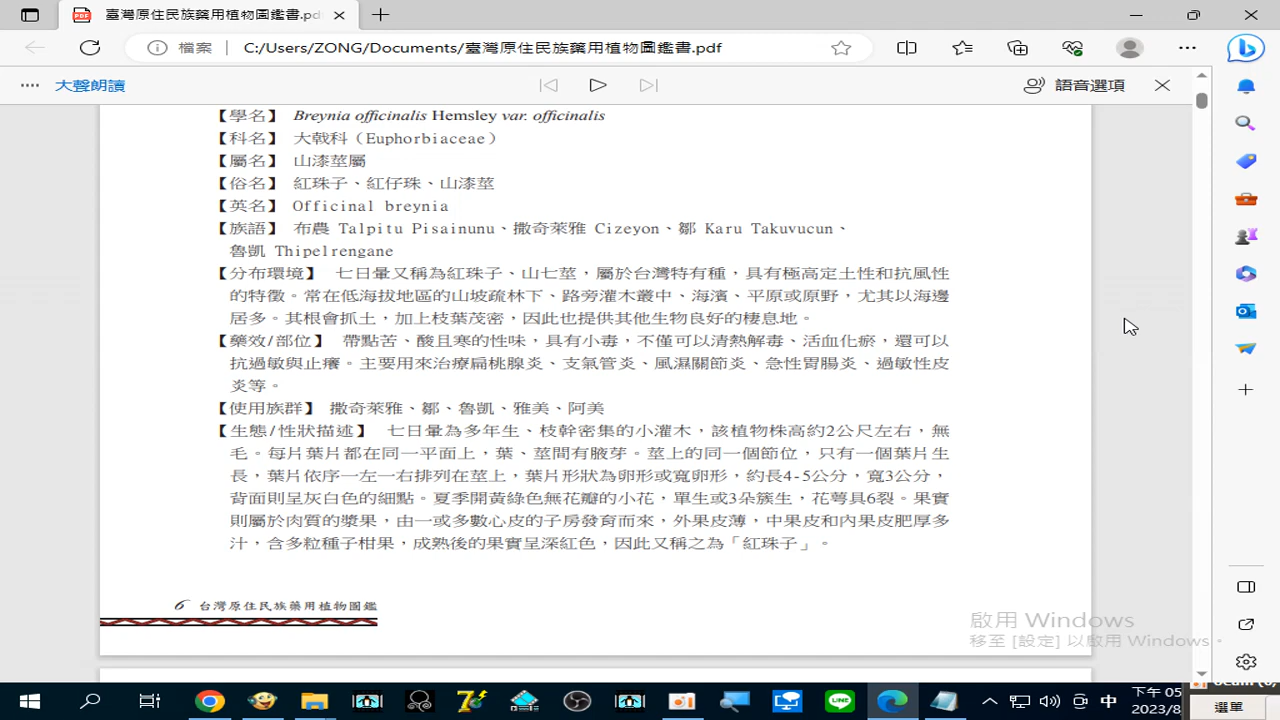 臺灣原住民族藥用植物圖鑑書.pdf
檔案
C:/Users/ZONG/Documents/臺灣原住民族藥用植物圖鑑書.pdf
大聲朗讀
語音選項
【學名】 Breynia officinalis Hemsley var. officinalis
【科名】 大戟科（Euphorbiaceae）
【屬名】 山漆莖屬
【俗名】 紅珠子、紅仔珠、山漆莖
【英名】 Officinal breynia
【族語】 布農 Talpitu Pisainunu、撒奇萊雅 Cizeyon、鄒 Karu Takuvucun、
魯凱 Thipelrengane
【分布環境】 七日暈又稱為紅珠子、山七莖，屬於台灣特有種，具有極高定土性和抗風性
的特徵。常在低海拔地區的山坡疏林下、路旁灌木叢中、海濱、平原或原野，尤其以海邊
居多。其根會抓土，加上枝葉茂密，因此也提供其他生物良好的棲息地。
【藥效/部位】 帶點苦、酸且寒的性味，具有小毒，不僅可以清熱解毒、活血化瘀，還可以
抗過敏與止癢。主要用來治療扁桃腺炎、支氣管炎、風濕關節炎、急性胃腸炎、過敏性皮
炎等。
【使用族群】 撒奇萊雅、鄒、魯凱、雅美、阿美
【生態/性狀描述】 七日暈為多年生、枝幹密集的小灌木，該植物株高約2公尺左右，無
毛。每片葉片都在同一平面上，葉、莖間有腋芽。莖上的同一個節位，只有一個葉片生
長，葉片依序一左一右排列在莖上，葉片形狀為卵形或寬卵形，約長4-5公分，寬3公分，
背面則呈灰白色的細點。夏季開黃綠色無花瓣的小花，單生或3朵簇生，花萼具6裂。果實
則屬於肉質的漿果，由一或多數心皮的子房發育而來，外果皮薄，中果皮和內果皮肥厚多
汁，含多粒種子柑果，成熟後的果實呈深紅色，因此又稱之為「紅珠子」。
6 台灣原住民族藥用植物圖鑑
啟用 Windows
移至 [設定] 以啟用 Windows。
中
下午 05
2023/8
選單